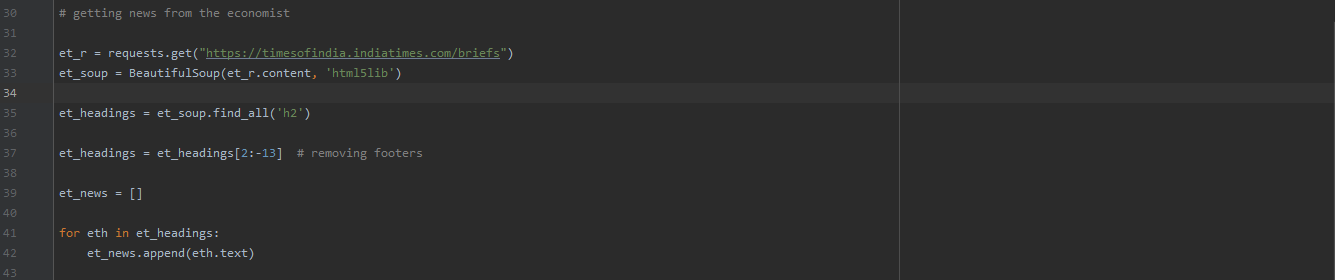 30 # getting news from the economist
31
32 et_r = requests.get("https://timesofindia.indiatimes.com/briefs")
33 et_soup = BeautifulSoup(et_r.content, 'html5lib')
34
35 et_headings = et_soup.find_all('h2')
36
37 et_headings = et_headings[2:-13]  # removing footers
38
39 et_news = []
40
41 for eth in et_headings:
42     et_news.append(eth.text)
43